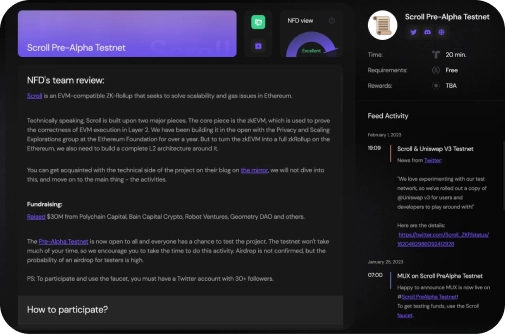 Scroll Pre-Alpha Testnet
NFD view
Excellent
NFD's team review:
Scroll is an EVM-compatible ZK-Rollup that seeks to solve scalability and gas issues in Ethereum.
Technically speaking, Scroll is built upon two major pieces. The core piece is the zkEVM, which is used to prove
the correctness of EVM execution in Layer 2. We have been building it in the open with the Privacy and Scaling
Explorations group at the Ethereum Foundation for over a year. But to turn the zkEVM into a full zkRollup on the
Ethereum, we also need to build a complete L2 architecture around it.
You can get acquainted with the technical side of the project on their blog on the mirror, we will not dive into
this, and move on to the main thing - the activities.
Fundraising:
Raised $30M from Polychain Capital, Bain Capital Crypto, Robot Ventures, Geometry DAO and others.
The Pre-Alpha Testnet is now open to all and everyone has a chance to test the project. The testnet won't take
much of your time, so we encourage you to take the time to do this activity. Airdrop is not confirmed, but the
probability of an airdrop for testers is high.
PS: To participate and use the faucet, you must have a Twitter account with 30+ followers.
How to participate?
Scroll Pre-Alpha Testnet
Time: 20 min.
Requirements: Free
Rewards: TBA
Feed Activity
February 1, 2023
19:09 Scroll & Uniswap V3 Testnet
News from Twitter:
"We love experimenting with our test
network, so we've rolled out a copy of
@Uniswap v3 for users and
developers to play around with!"
Here are the details:
January 25, 2023
07:00 MUX on Scroll PreAlpha Testnet
Happy to announce MUX is now live on
@Scroll PreAlpha Testnet!
To get testing funds, use the Scroll
faucet.